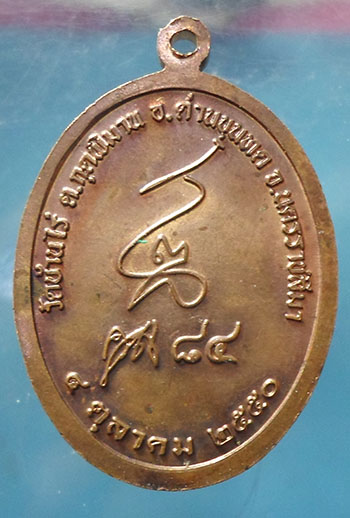 วัดบ้านไร่ ต.กุดพิมาน อ.ด่านขุนทด จ.นครราชสีมา
๘๔
๔ ตุลาคม ๒๕๕๐